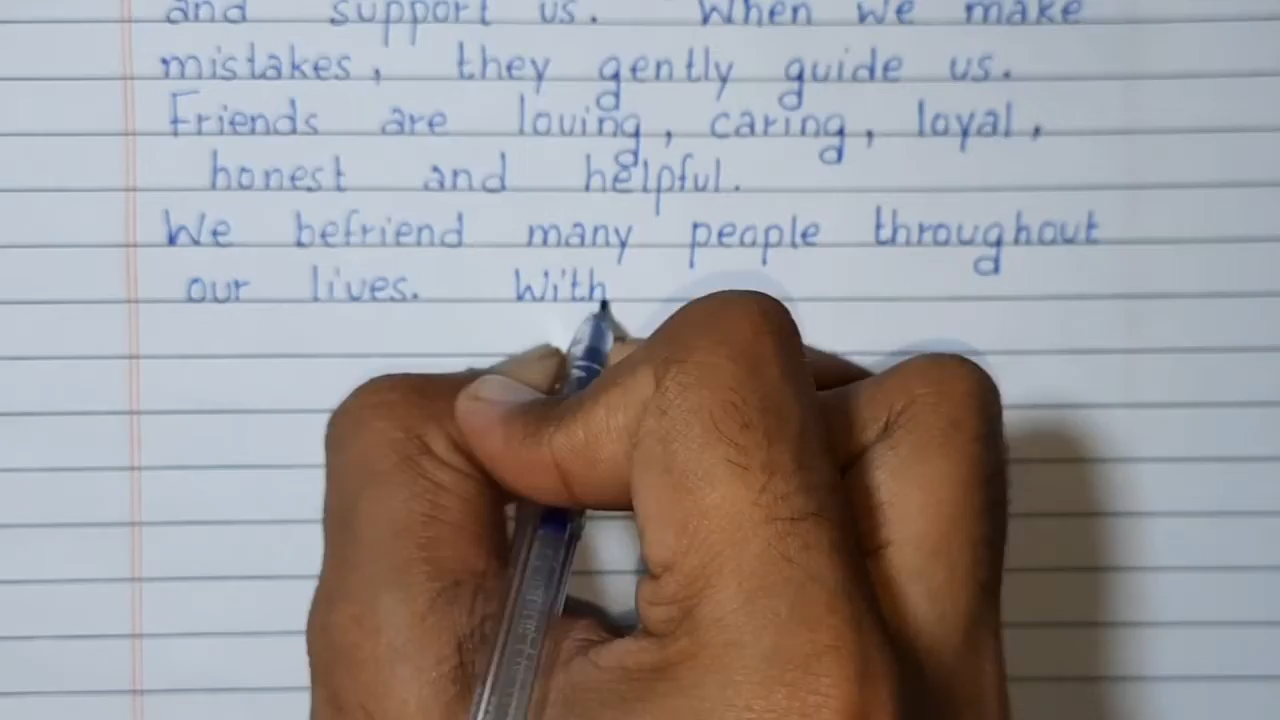 and support us. When we make
mistakes, they gently guide us.
Friends are loving, caring, loyal,
honest and helpful.
We befriend many people throughout
our lives. With